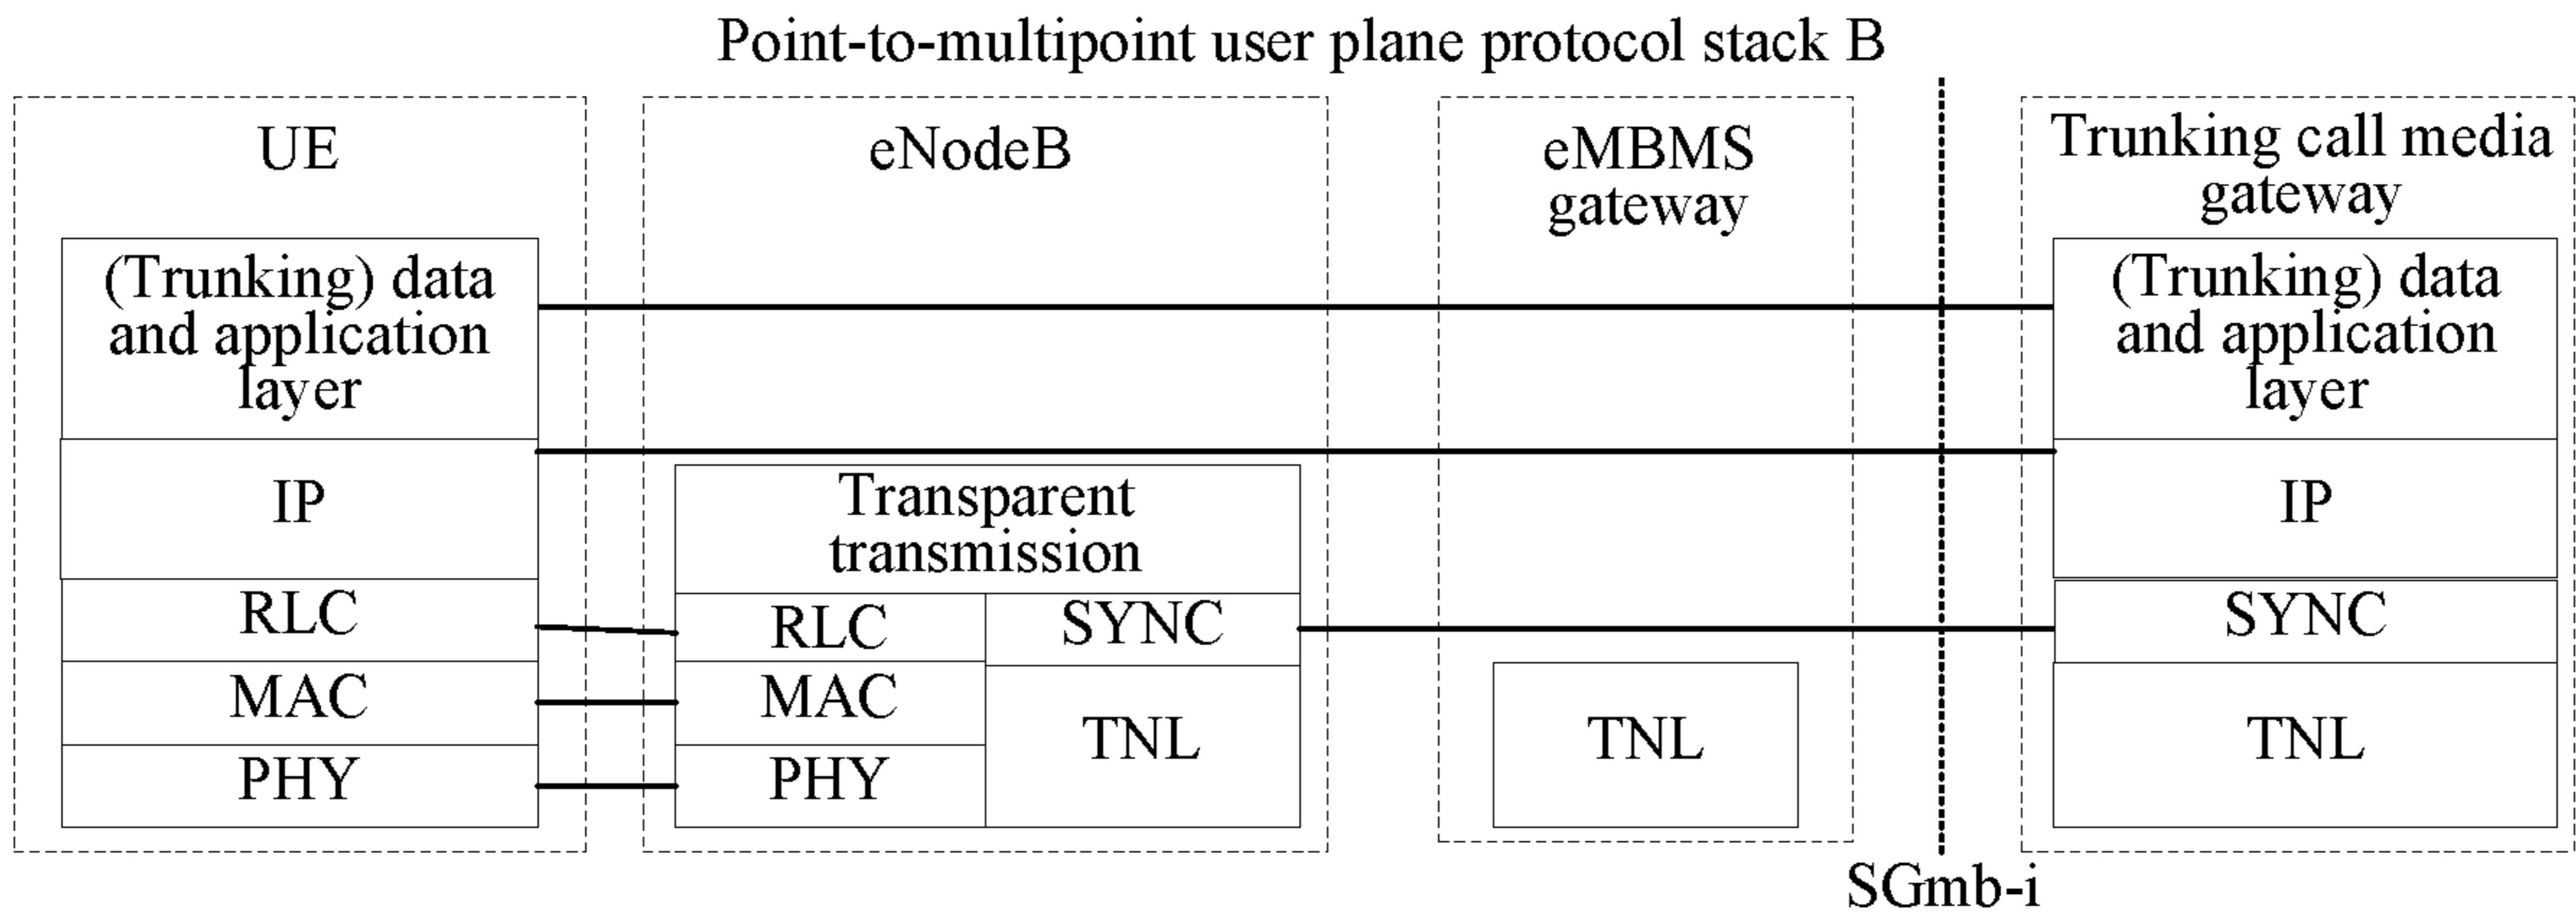 Point-to-multipoint user plane protocol stack B
UE
(Trunking) data
and application
layer
IP
RLC
MAC
PHY
eNodeB
Transparent
transmission
RLC
SYNC
MAC
PHY
TNL
eMBMS
gateway
TNL
Trunking call media
gateway
(Trunking) data
and application
layer
IP
SYNC
TNL
SGmb-i